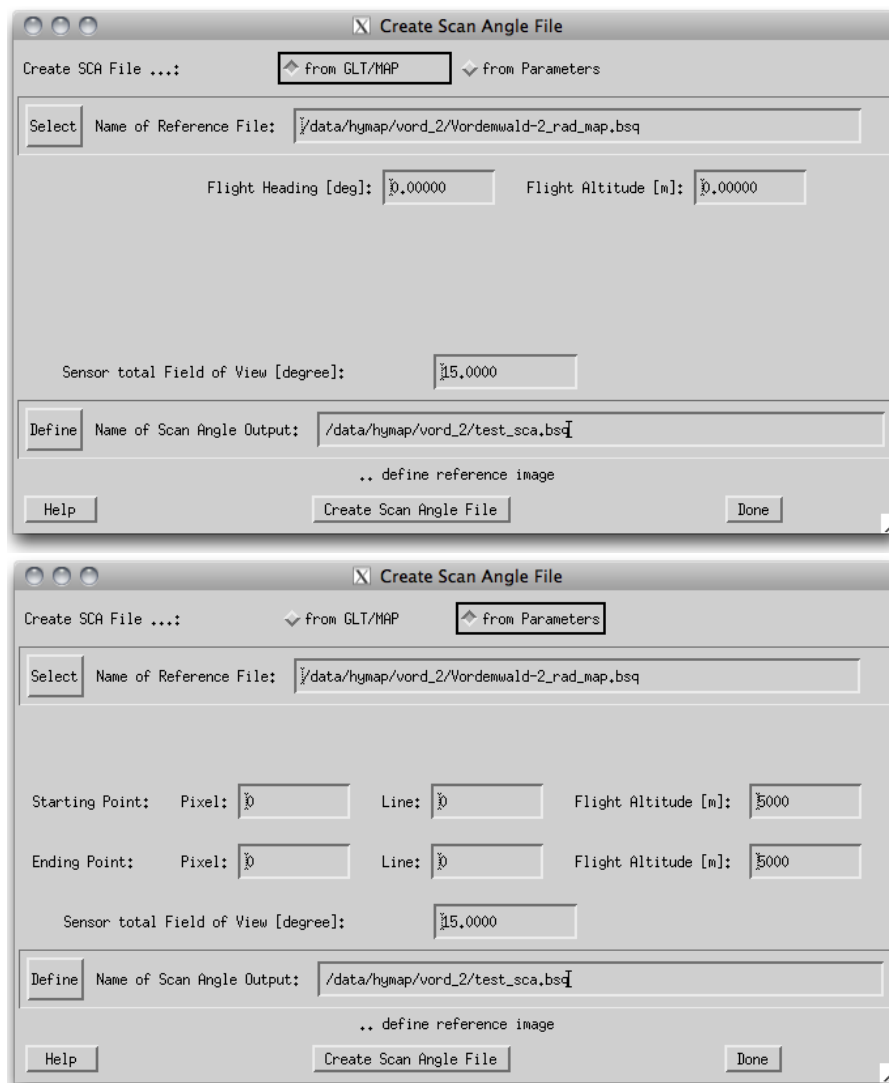 X Create Scan Angle File
Create SCA File ...: from GLT/MAP from Parameters
Select Name of Reference File: /data/hymap/vord_2/Vordemwald-2_rad_map.bsq
Flight Heading [deg]: 0.00000 Flight Altitude [m]: 0.00000
Sensor total Field of View [degree]: 15.0000
Define Name of Scan Angle Output: /data/hymap/vord_2/test_sca.bsq
.. define reference image
Help Create Scan Angle File Done
X Create Scan Angle File
Create SCA File ...: from GLT/MAP from Parameters
Select Name of Reference File: /data/hymap/vord_2/Vordemwald-2_rad_map.bsq
Starting Point: Pixel: 0 Line: 0 Flight Altitude [m]: 5000
Ending Point: Pixel: 0 Line: 0 Flight Altitude [m]: 5000
Sensor total Field of View [degree]: 15.0000
Define Name of Scan Angle Output: /data/hymap/vord_2/test_sca.bsq
.. define reference image
Help Create Scan Angle File Done